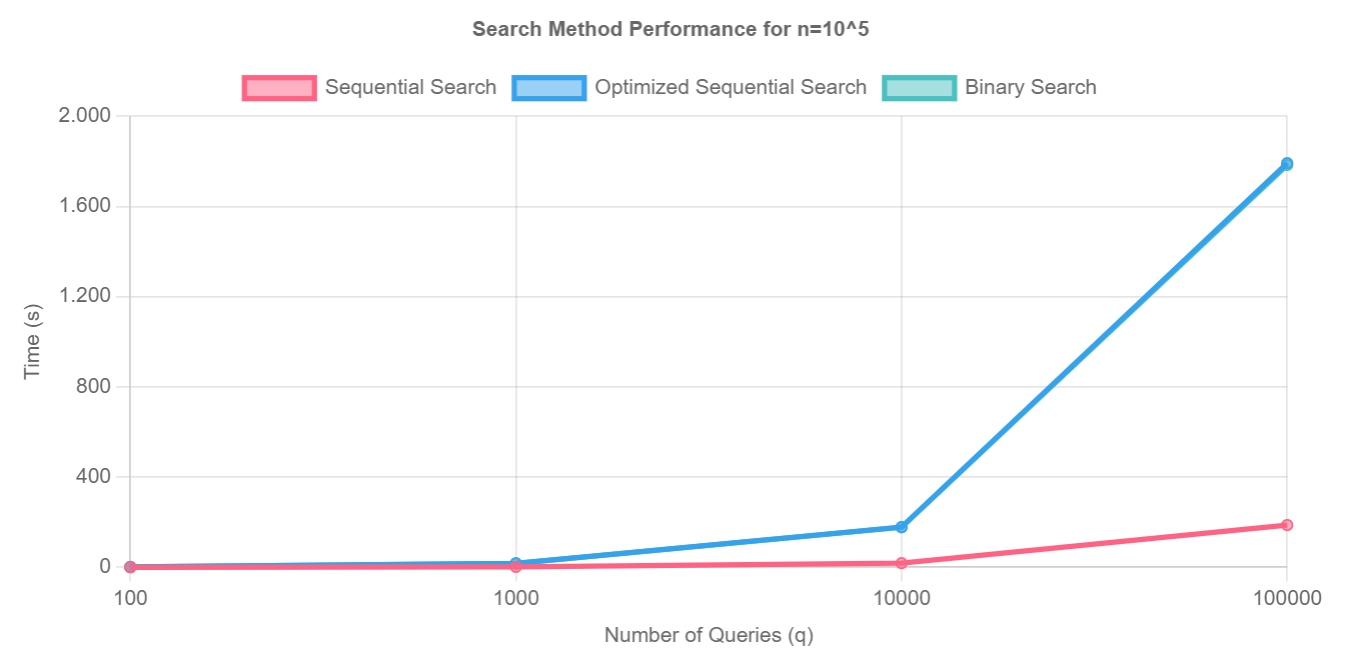 Search Method Performance for n=10^5
Sequential Search Optimized Sequential Search Binary Search
2.000
1.600
1.200
800
400
0
Time (s)
100 1000 10000 100000
Number of Queries (q)